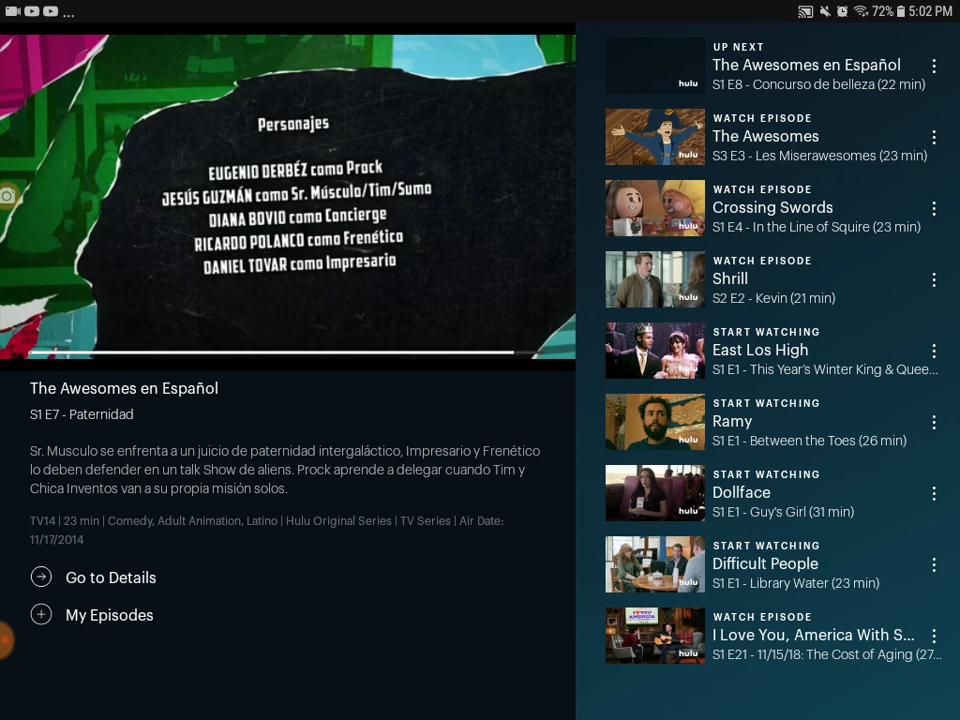 ... 72% 5:02 PM
Personajes
EUGENIO DERBÉZ como Prock
JESÚS GUZMÁN como Sr. Músculo/Tim/Sumo
DIANA BOVIO como Concierge
RICARDO POLANCO como Frenético
DANIEL TOVAR como Impresario
The Awesomes en Español
S1 E7 - Paternidad
Sr. Musculo se enfrenta a un juicio de paternidad intergaláctico, Impresario y Frenético
lo deben defender en un talk Show de aliens. Prock aprende a delegar cuando Tim y
Chica Inventos van a su propia misión solos.
TV14 | 23 min | Comedy, Adult Animation, Latino | Hulu Original Series | TV Series | Air Date:
11/17/2014
Go to Details
My Episodes
UP NEXT
The Awesomes en Español
S1 E8 - Concurso de belleza (22 min)
hulu
WATCH EPISODE
The Awesomes
S3 E3 - Les Miserawesomes (23 min)
hulu
WATCH EPISODE
Crossing Swords
S1 E4 - In the Line of Squire (23 min)
hulu
WATCH EPISODE
Shrill
S2 E2 - Kevin (21 min)
hulu
START WATCHING
East Los High
S1 E1 - This Year's Winter King & Quee...
hulu
START WATCHING
Ramy
S1 E1 - Between the Toes (26 min)
hulu
START WATCHING
Dollface
S1 E1 - Guy's Girl (31 min)
hulu
START WATCHING
Difficult People
S1 E1 - Library Water (23 min)
hulu
WATCH EPISODE
I Love You, America With S...
S1 E21 - 11/15/18: The Cost of Aging (27...
I LOVE YOU
AMERICA
hulu